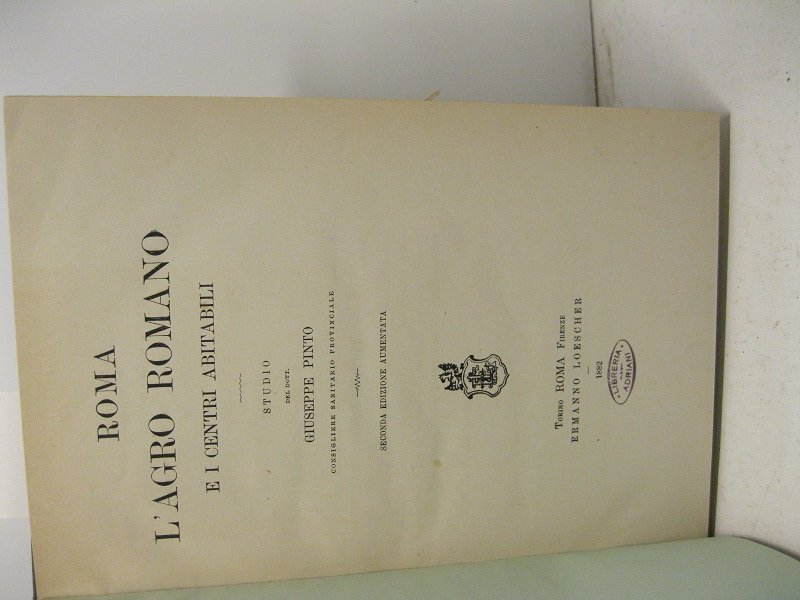 ROMA
L'AGRO ROMANO
E I CENTRI ABITABILI
STUDIO
DEL DOTT.
GIUSEPPE PINTO
CONSIGLIERE SANITARIO PROVINCIALE
SECONDA EDIZIONE AUMENTATA
TORINO ROMA FIRENZE
ERMANNO LOESCHER
1882
LIBRERIA
ADRIANI